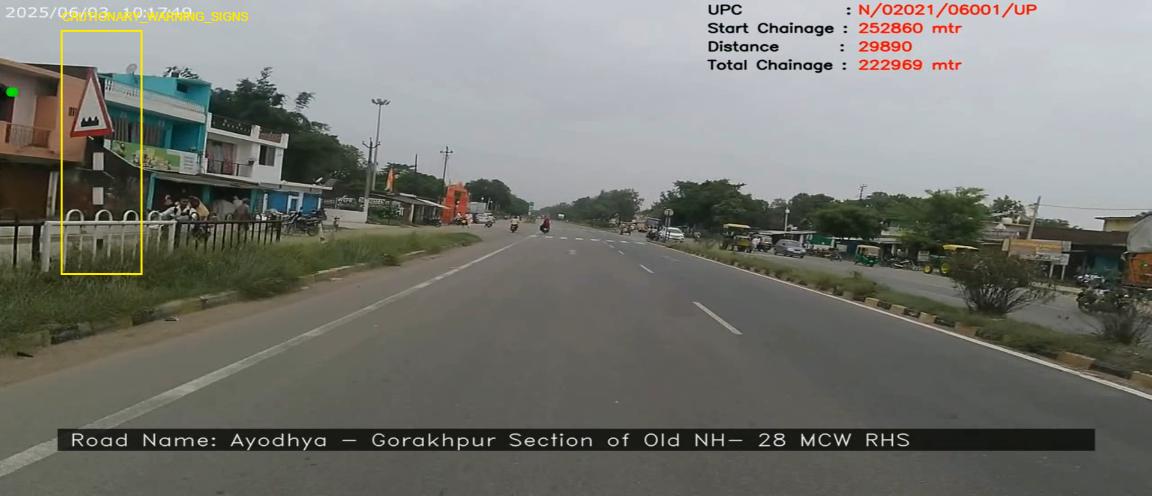 2025/06/03 10:17:49
CAUTIONARY_WARNING_SIGNS
UPC : N/02021/06001/UP
Start Chainage : 252860 mtr
Distance : 29890
Total Chainage : 222969 mtr
Road Name: Ayodhya - Gorakhpur Section of Old NH- 28 MCW RHS